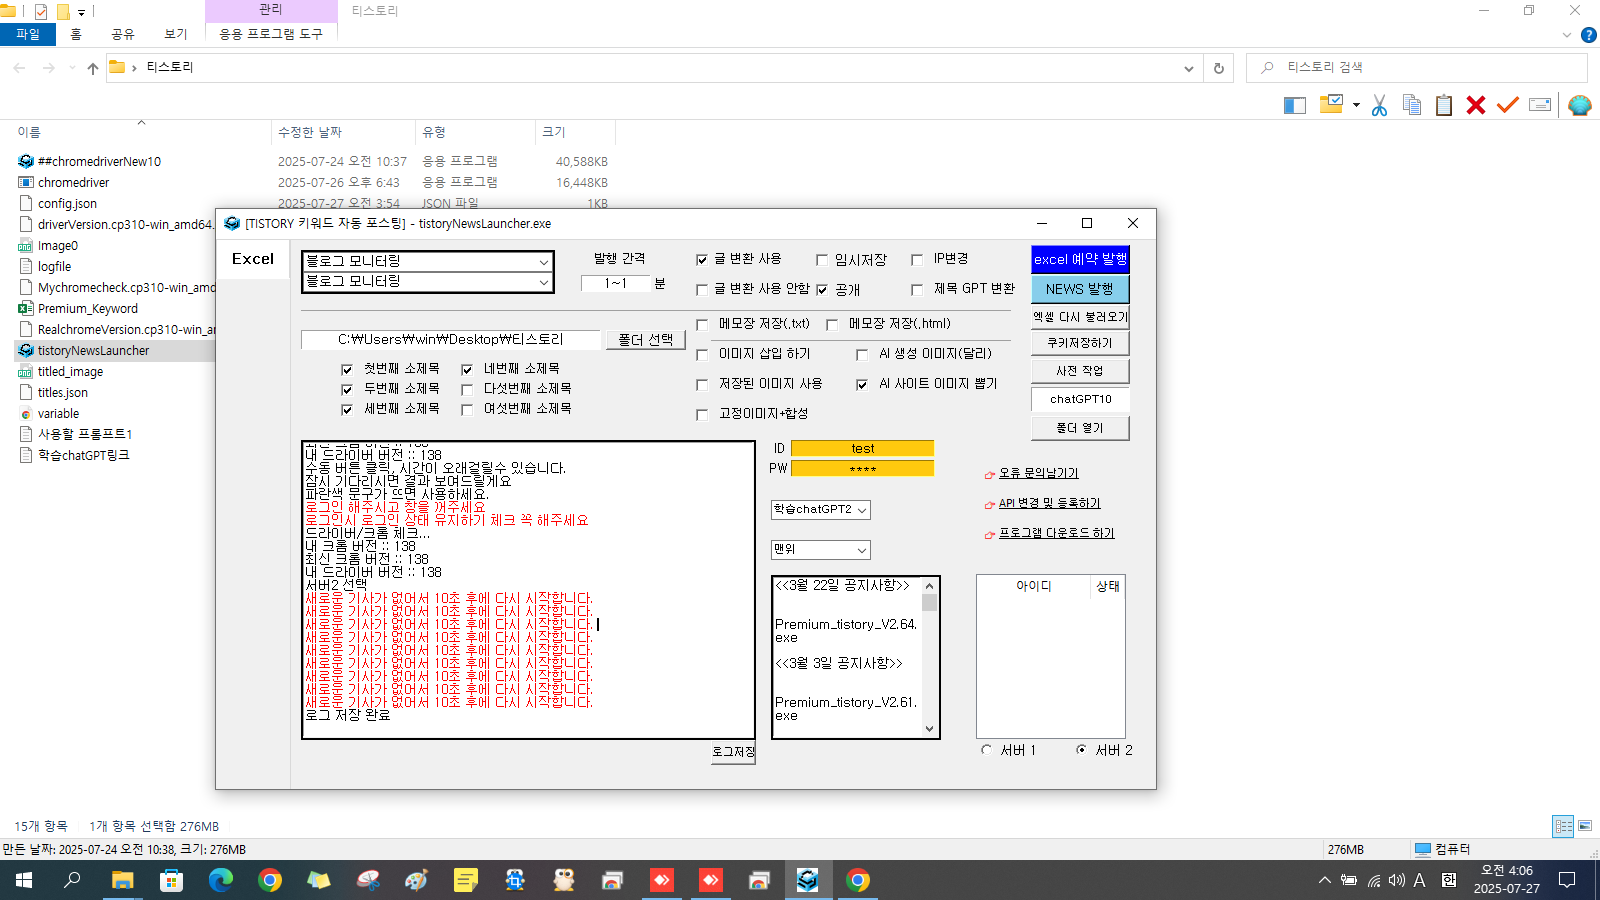 관리
티스토리
파일
홈
공유
보기
응용 프로그램 도구
티스토리
티스토리 검색
이름
수정한 날짜
유형
크기
##chromedriverNew10
2025-07-24 오전 10:37
응용 프로그램
40,588KB
chromedriver
2025-07-26 오후 6:43
응용 프로그램
16,448KB
config.json
2025-07-27 오전 3:54
JSON 파일
1KB
driverVersion.cp310-win_amd64.
Image0
logfile
Mychromecheck.cp310-win_amd
Premium_Keyword
RealchromeVersion.cp310-win_ar
tistoryNewsLauncher
titled_image
titles.json
variable
사용할 프롬프트1
학습chatGPT링크
[TISTORY 키워드 자동 포스팅] - tistoryNewsLauncher.exe
Excel
블로그 모니터링
블로그 모니터링
발행 간격
1~1 분
글 변환 사용
임시저장
IP변경
글 변환 사용 안함
공개
제목 GPT 변환
excel 예약 발행
NEWS 발행
엑셀 다시 불러오기
쿠키저장하기
사전 작업
chatGPT10
폴더 열기
C:₩Users₩win₩Desktop₩티스토리
폴더 선택
메모장 저장(.txt)
메모장 저장(.html)
이미지 삽입 하기
AI 생성 이미지(달리)
저장된 이미지 사용
AI 사이트 이미지 뽑기
고정이미지+합성
첫번째 소제목
네번째 소제목
두번째 소제목
다섯번째 소제목
세번째 소제목
여섯번째 소제목
최신 크롬 버전 :: 138
내 드라이버 버전 :: 138
수동 버튼 클릭, 시간이 오래걸릴수 있습니다.
잠시 기다리시면 결과 보여드릴게요
파란색 문구가 뜨면 사용하세요.
로그인 해주시고 창을 꺼주세요
로그인시 로그인 상태 유지하기 체크 꼭 해주세요
드라이버/크롬 체크...
내 크롬 버전 :: 138
최신 크롬 버전 :: 138
내 드라이버 버전 :: 138
서버2 선택
새로운 기사가 없어서 10초 후에 다시 시작합니다.
새로운 기사가 없어서 10초 후에 다시 시작합니다.
새로운 기사가 없어서 10초 후에 다시 시작합니다.
새로운 기사가 없어서 10초 후에 다시 시작합니다.
새로운 기사가 없어서 10초 후에 다시 시작합니다.
새로운 기사가 없어서 10초 후에 다시 시작합니다.
새로운 기사가 없어서 10초 후에 다시 시작합니다.
새로운 기사가 없어서 10초 후에 다시 시작합니다.
새로운 기사가 없어서 10초 후에 다시 시작합니다.
로그 저장 완료
로그저장
ID test
PW ****
학습chatGPT2
맨위
오류 문의남기기
API 변경 및 등록하기
프로그램 다운로드 하기
<<3월 22일 공지사항>>
Premium_tistory_V2.64.
exe
<<3월 3일 공지사항>>
Premium_tistory_V2.61.
exe
아이디
상태
서버 1
서버 2
15개 항목
1개 항목 선택함 276MB
만든 날짜: 2025-07-24 오전 10:38, 크기: 276MB
276MB
컴퓨터
A
한
오전 4:06
2025-07-27